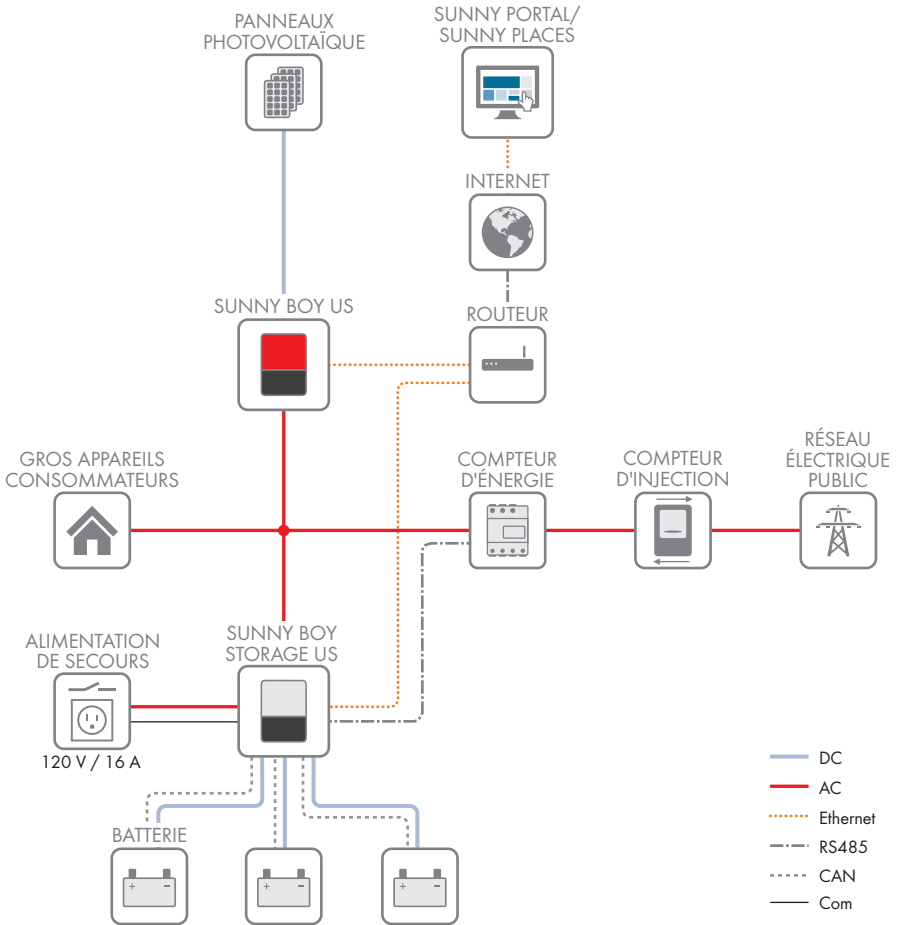 PANNEAUX
PHOTOVOLTAÏQUE
SUNNY PORTAL/
SUNNY PLACES
INTERNET
SUNNY BOY US
ROUTEUR
GROS APPAREILS
CONSOMMATEURS
COMPTEUR
D'ÉNERGIE
COMPTEUR
D'INJECTION
RÉSEAU
ÉLECTRIQUE
PUBLIC
ALIMENTATION
DE SECOURS
120 V / 16 A
SUNNY BOY
STORAGE US
BATTERIE
+ -
+ -
+ -
DC
AC
Ethernet
RS485
CAN
Com